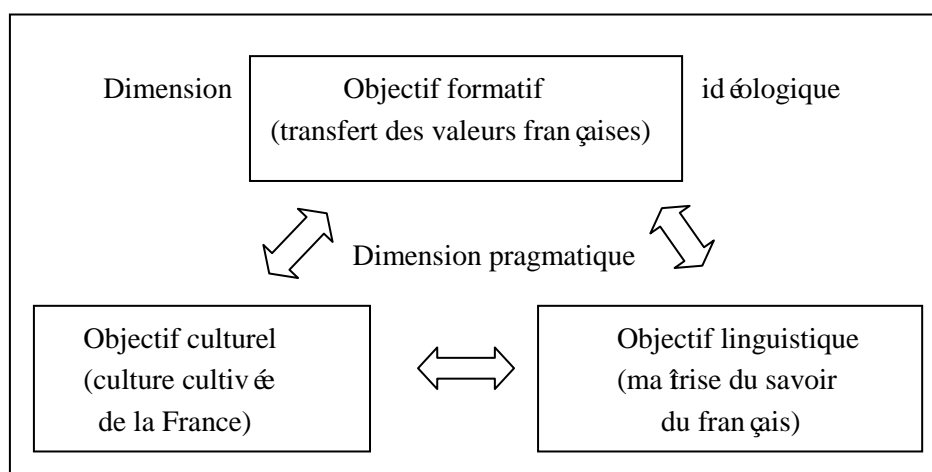 Dimension
Objectif formatif
idéologique
(transfert des valeurs françaises)
Dimension pragmatique
Objectif culturel
(culture cultivée
de la France)
Objectif linguistique
(maîtrise du savoir
du français)